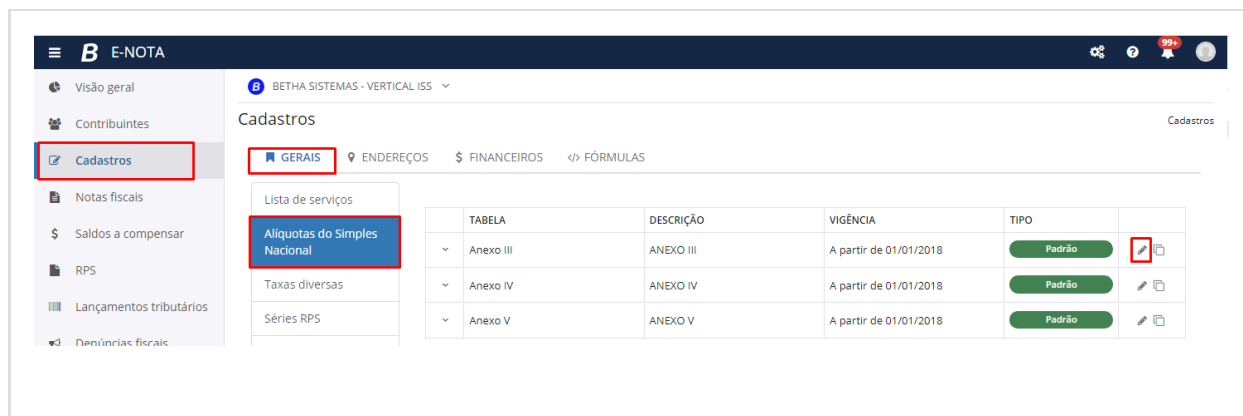 B E-NOTA
99+
Visão geral
B BETHA SISTEMAS - VERTICAL ISS
Contribuintes
Cadastros
Cadastros
Cadastros
GERAIS
ENDEREÇOS
$ FINANCEIROS
</> FÓRMULAS
Notas fiscais
$ Saldos a compensar
RPS
Lançamentos tributários
Denúncias fiscais
Lista de serviços
Alíquotas do Simples
Nacional
Taxas diversas
Séries RPS
TABELA DESCRIÇÃO VIGÊNCIA TIPO
Anexo III ANEXO III A partir de 01/01/2018 Padrão
Anexo IV ANEXO IV A partir de 01/01/2018 Padrão
Anexo V ANEXO V A partir de 01/01/2018 Padrão